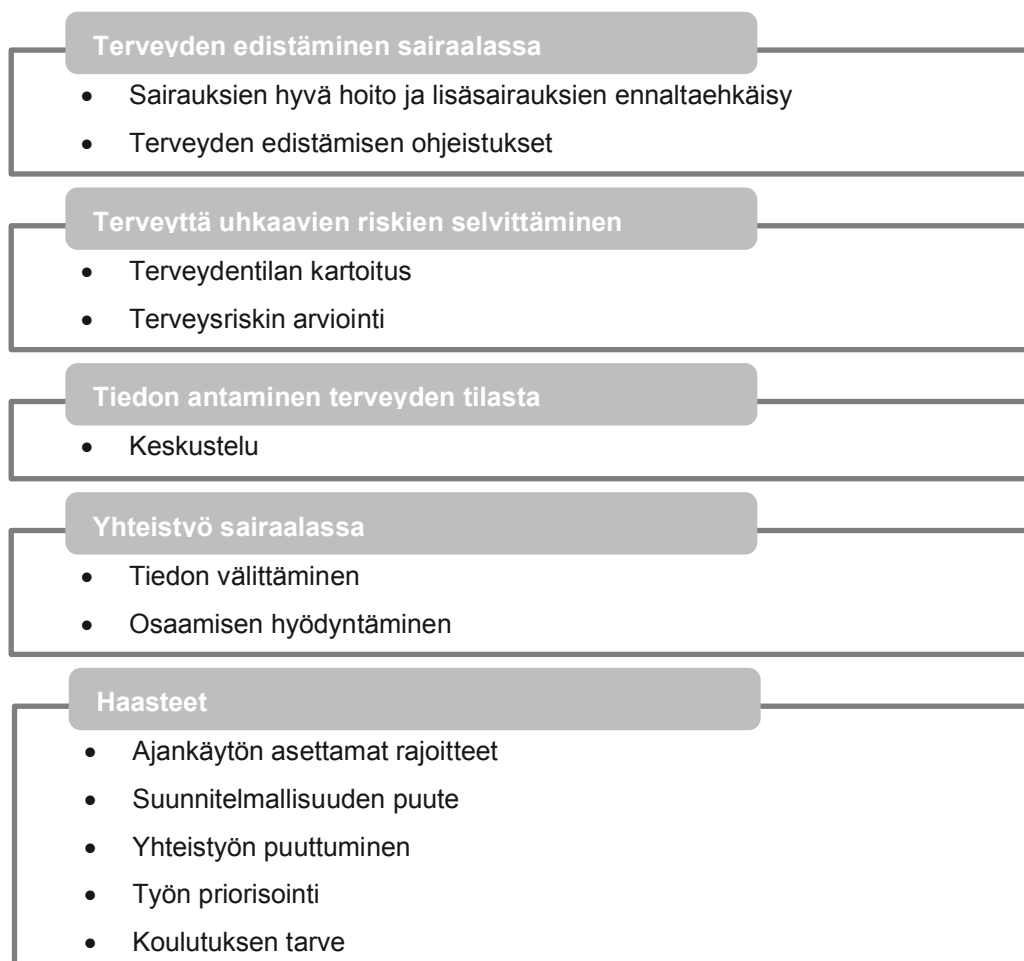 Terveyden edistäminen sairaalassa
• Sairauksien hyvä hoito ja lisäsairauksien ennaltaehkäisy
• Terveyden edistämisen ohjeistukset
Terveyttä uhkaavien riskien selvittäminen
• Terveydentilan kartoitus
• Terveysriskin arviointi
Tiedon antaminen terveyden tilasta
• Keskustelu
Yhteistyö sairaalassa
• Tiedon välittäminen
• Osaamisen hyödyntäminen
Haasteet
• Ajankäytön asettamat rajoitteet
• Suunnitelmallisuuden puute
• Yhteistyön puuttuminen
• Työn priorisointi
• Koulutuksen tarve